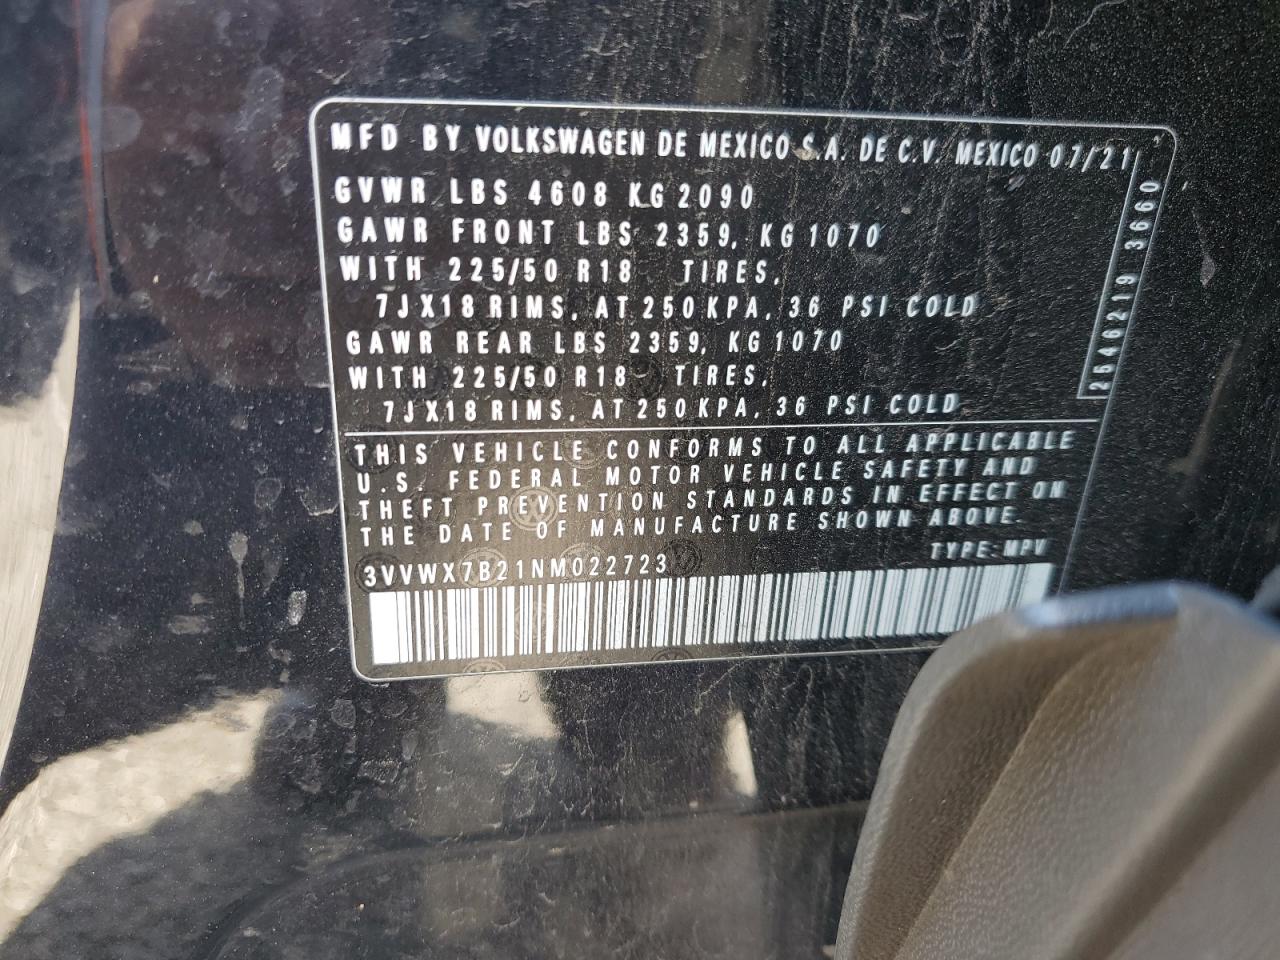 MFD BY VOLKSWAGEN DE MEXICO S.A. DE C.V. MEXICO 07/21
GVWR LBS 4608 KG 2090
GAWR FRONT LBS 2359, KG 1070
WITH 225/50 R18 TIRES,
7JX18 RIMS, AT 250 KPA, 36 PSI COLD
GAWR REAR LBS 2359, KG 1070
WITH 225/50 R18 TIRES,
7JX18 RIMS, AT 250 KPA, 36 PSI COLD
2546219 3660
THIS VEHICLE CONFORMS TO ALL APPLICABLE
U.S. FEDERAL MOTOR VEHICLE SAFETY AND
THEFT PREVENTION STANDARDS IN EFFECT ON
THE DATE OF MANUFACTURE SHOWN ABOVE.
TYPE: MPV
3VVWX7B21NM022723